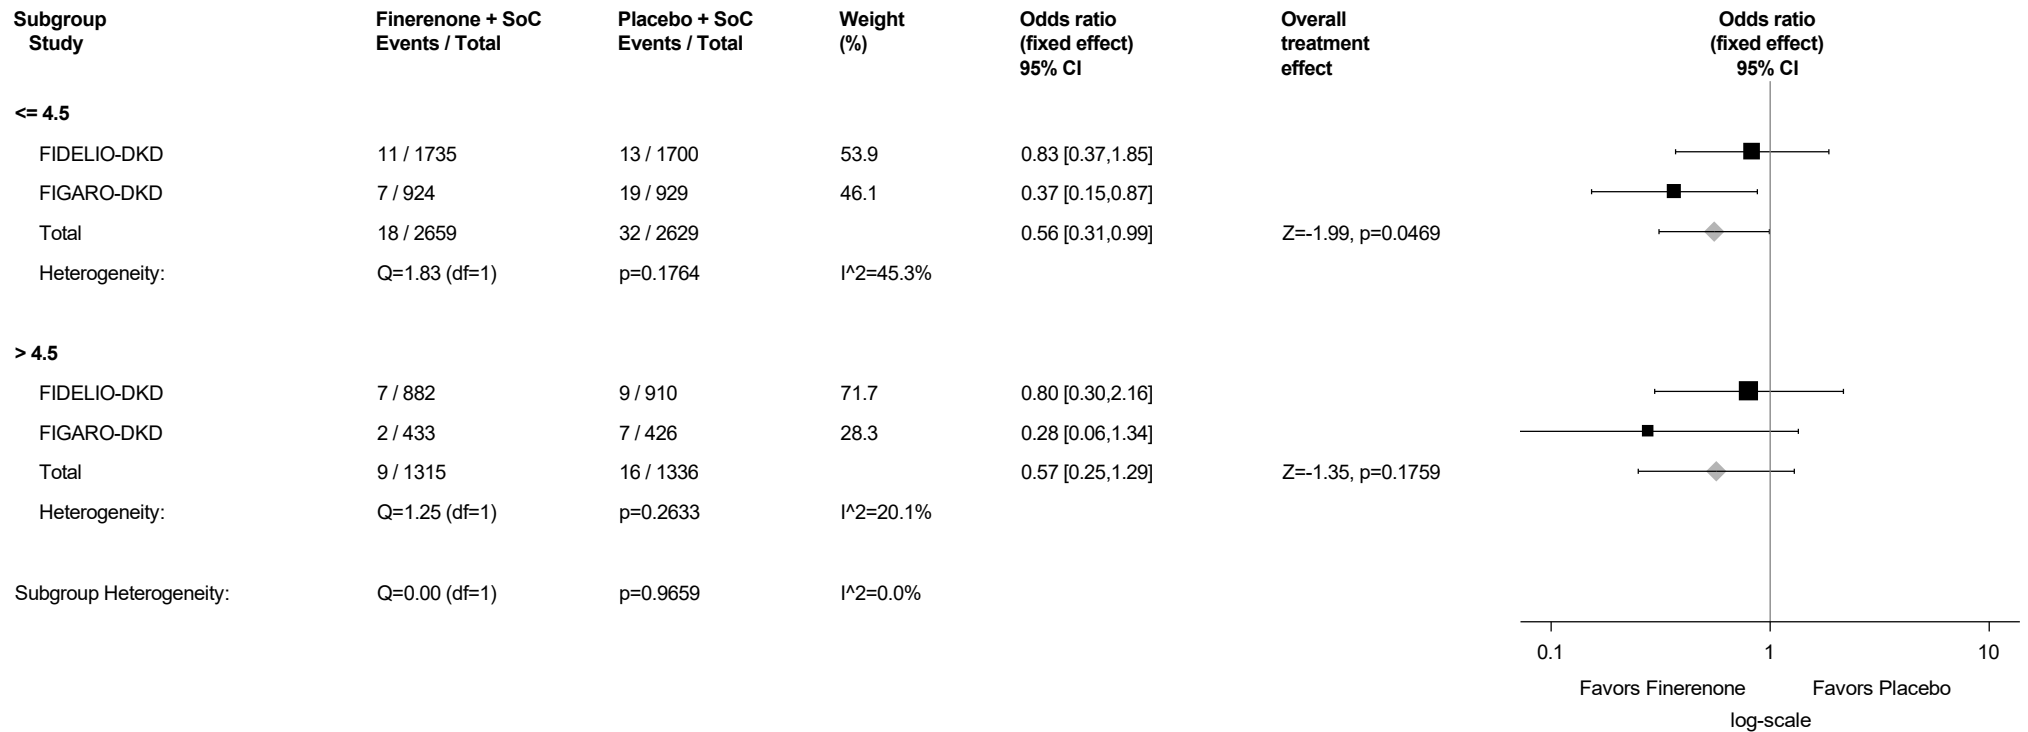 Subgroup Finerenone + SoC Placebo + SoC Weight Odds ratio Overall Odds ratio
Study Events / Total Events / Total (%) (fixed effect) treatment (fixed effect)
95% CI effect 95% CI
<= 4.5
FIDELIO-DKD 11 / 1735 13 / 1700 53.9 0.83 [0.37,1.85]
FIGARO-DKD 7 / 924 19 / 929 46.1 0.37 [0.15,0.87]
Total 18 / 2659 32 / 2629 0.56 [0.31,0.99] Z=-1.99, p=0.0469
Heterogeneity: Q=1.83 (df=1) p=0.1764 I^2=45.3%
> 4.5
FIDELIO-DKD 7 / 882 9 / 910 71.7 0.80 [0.30,2.16]
FIGARO-DKD 2 / 433 7 / 426 28.3 0.28 [0.06,1.34]
Total 9 / 1315 16 / 1336 0.57 [0.25,1.29] Z=-1.35, p=0.1759
Heterogeneity: Q=1.25 (df=1) p=0.2633 I^2=20.1%
Subgroup Heterogeneity: Q=0.00 (df=1) p=0.9659 I^2=0.0%
0.1 1 10
Favors Finerenone Favors Placebo
log-scale